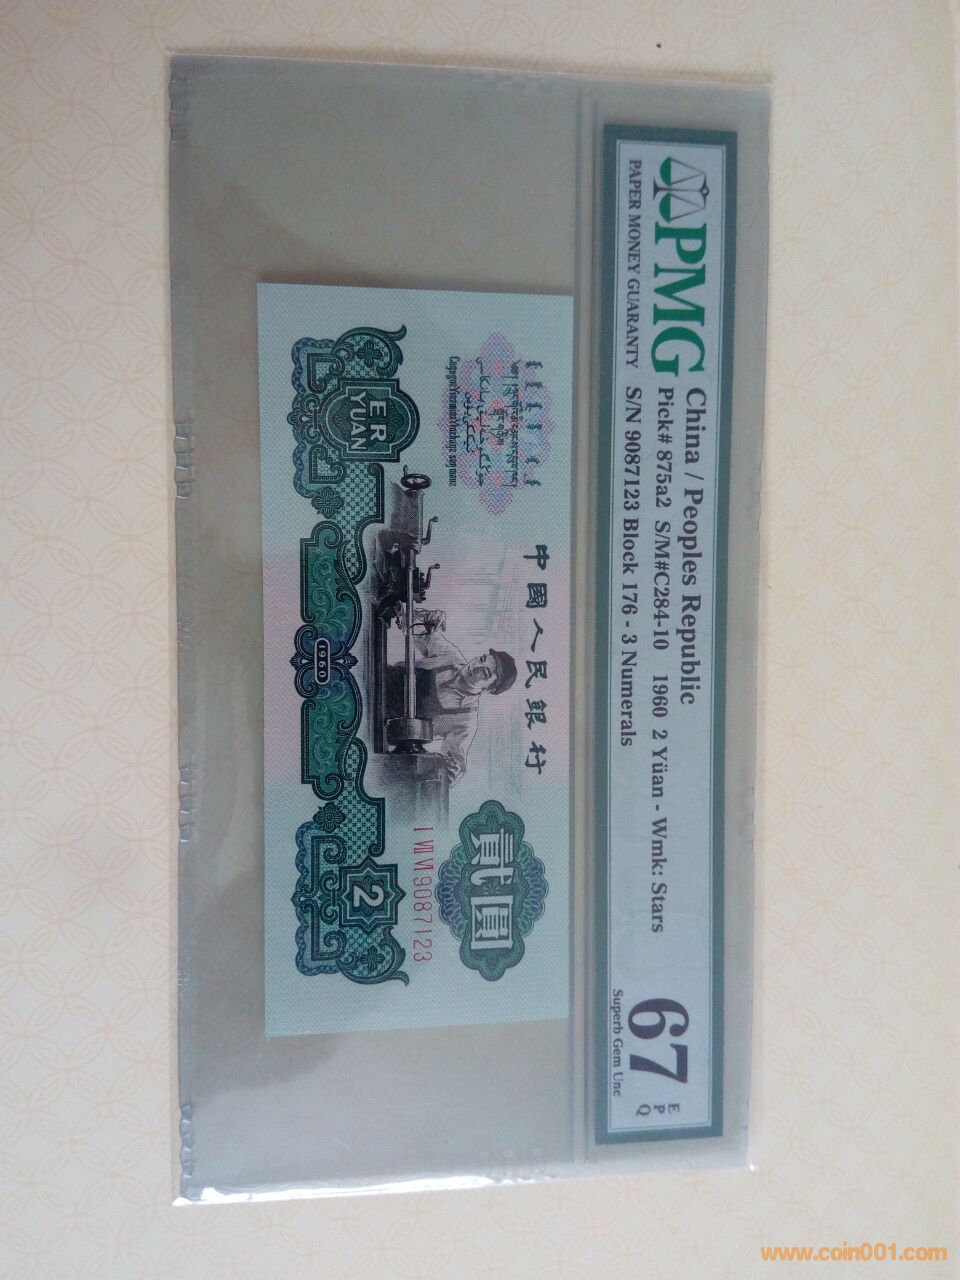 PMG
PAPER MONEY GUARANTY
China / Peoples Republic
Pick# 875a2 S/M#C284-10 1960 2 Yüan - Wmk: Stars
S/N 9087123 Block 176 - 3 Numerals
67
EPQ
Superb Gem Unc
中國人民銀行
貳圓
ER
YUAN
I VII VI 9087123
1960
2
www.coin001.com